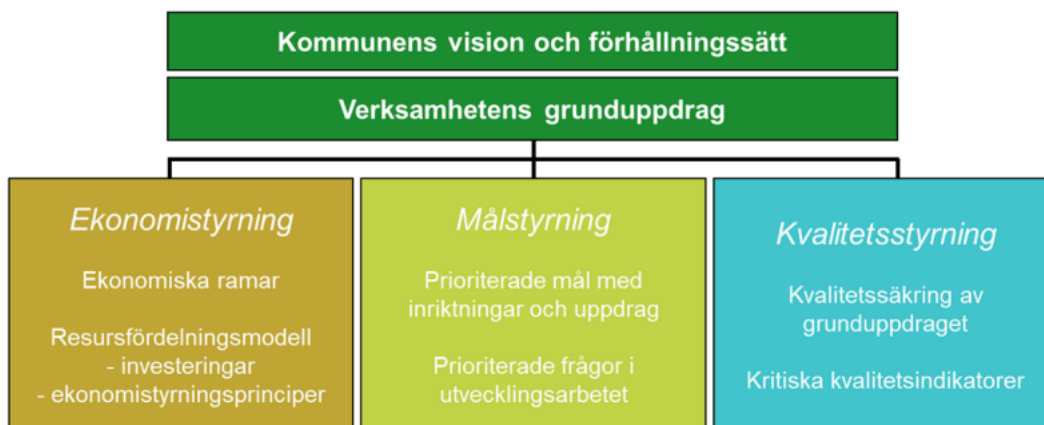 Kommunens vision och förhållningssätt
Verksamhetens grunduppdrag
Ekonomistyrning
Ekonomiska ramar
Resursfördelningsmodell
- investeringar
- ekonomistyrningsprinciper
Målstyrning
Prioriterade mål med
inriktningar och uppdrag
Prioriterade frågor i
utvecklingsarbetet
Kvalitetsstyrning
Kvalitetssäkring av
grunduppdraget
Kritiska kvalitetsindikatorer